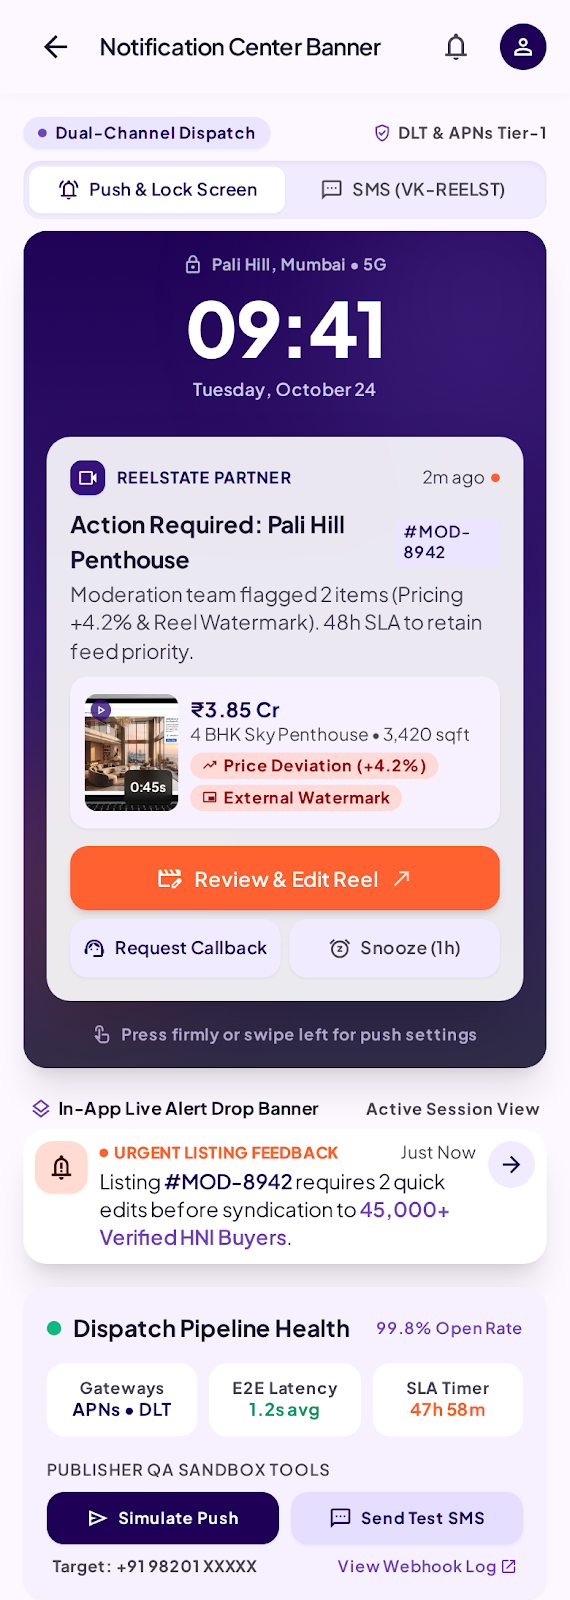 Notification Center Banner
Dual-Channel Dispatch
DLT & APNs Tier-1
Push & Lock Screen
SMS (VK-REELST)
Pali Hill, Mumbai • 5G
09:41
Tuesday, October 24
REELSTATE PARTNER
2m ago
Action Required: Pali Hill
Penthouse
#MOD-
8942
Moderation team flagged 2 items (Pricing
+4.2% & Reel Watermark). 48h SLA to retain
feed priority.
0:45s
₹3.85 Cr
4 BHK Sky Penthouse • 3,420 sqft
Price Deviation (+4.2%)
External Watermark
Review & Edit Reel
Request Callback
Snooze (1h)
Press firmly or swipe left for push settings
In-App Live Alert Drop Banner
Active Session View
URGENT LISTING FEEDBACK
Just Now
Listing #MOD-8942 requires 2 quick
edits before syndication to 45,000+
Verified HNI Buyers.
Dispatch Pipeline Health
99.8% Open Rate
Gateways
APNs • DLT
E2E Latency
1.2s avg
SLA Timer
47h 58m
PUBLISHER QA SANDBOX TOOLS
Simulate Push
Send Test SMS
Target: +91 98201 XXXXX
View Webhook Log